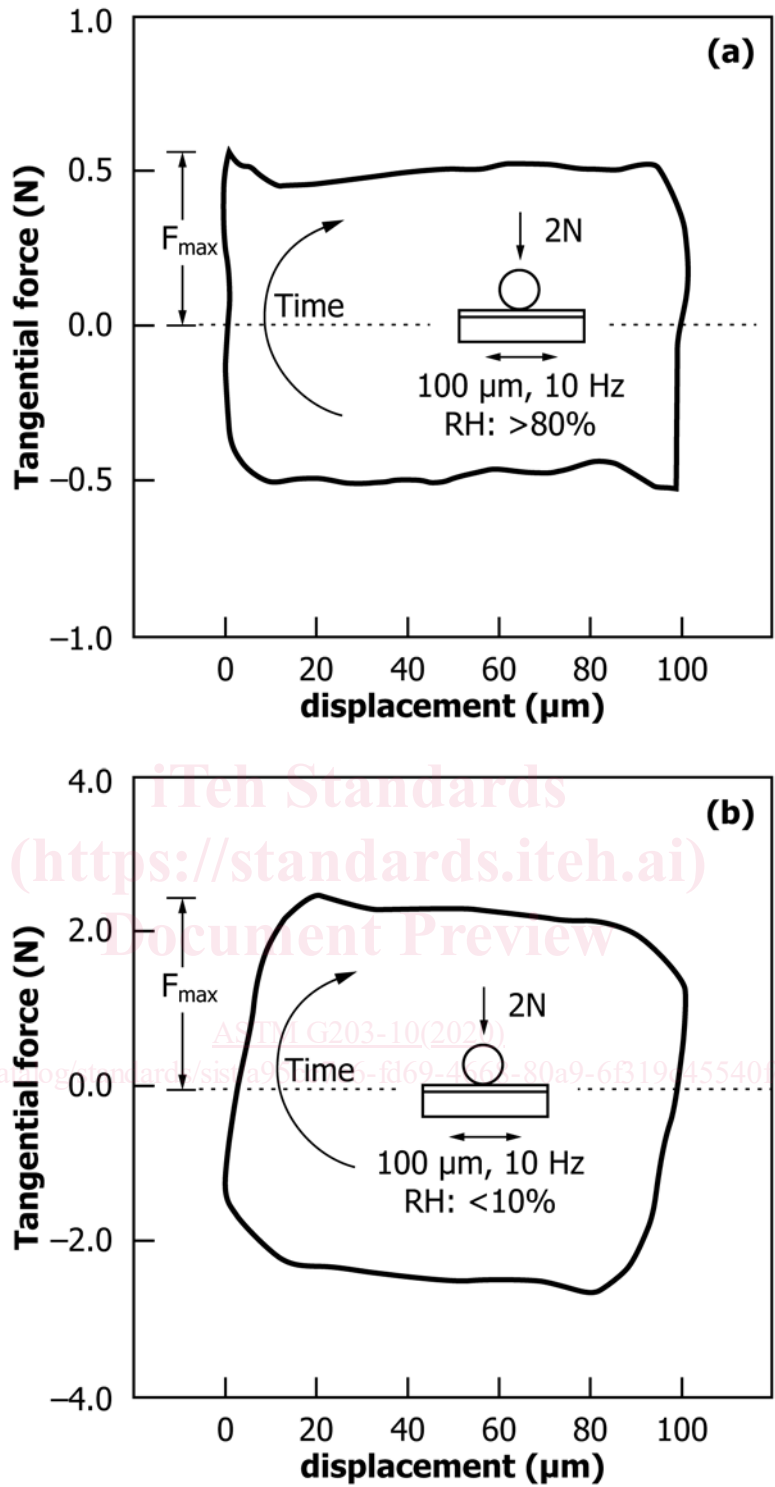 (a)
1.0
0.5
0.0
–0.5
–1.0
Tangential force (N)
Fmax
Time
2N
100 µm, 10 Hz
RH: >80%
0 20 40 60 80 100
displacement (µm)
iTeh Standards
(https://standards.iteh.ai)
Document Preview
ASTM G203-10(2020)
(b)
4.0
2.0
0.0
–2.0
–4.0
Tangential force (N)
Fmax
Time
2N
100 µm, 10 Hz
RH: <10%
0 20 40 60 80 100
displacement (µm)